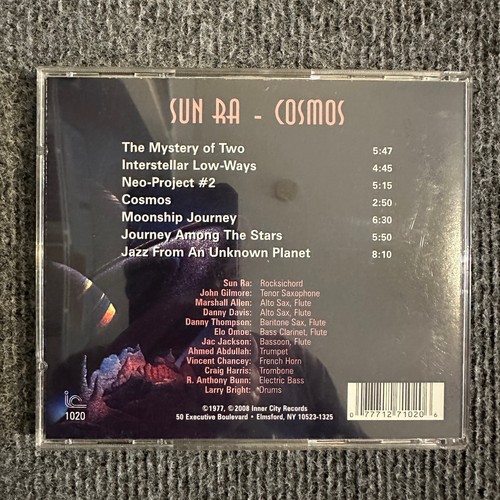 SUN RA - COSMOS
The Mystery of Two 5:47
Interstellar Low-Ways 4:45
Neo-Project #2 5:15
Cosmos 2:50
Moonship Journey 6:30
Journey Among The Stars 5:50
Jazz From An Unknown Planet 8:10
Sun Ra: Rocksichord
John Gilmore: Tenor Saxophone
Marshall Allen: Alto Sax, Flute
Danny Davis: Alto Sax, Flute
Danny Thompson: Baritone Sax, Flute
Elo Omoe: Bass Clarinet, Flute
Jac Jackson: Bassoon, Flute
Ahmed Abdullah: Trumpet
Vincent Chancey: French Horn
Craig Harris: Trombone
R. Anthony Bunn: Electric Bass
Larry Bright: Drums
ic
1020
©1977, ©2008 Inner City Records
50 Executive Boulevard • Elmsford, NY 10523-1325
0 77712 71020 6